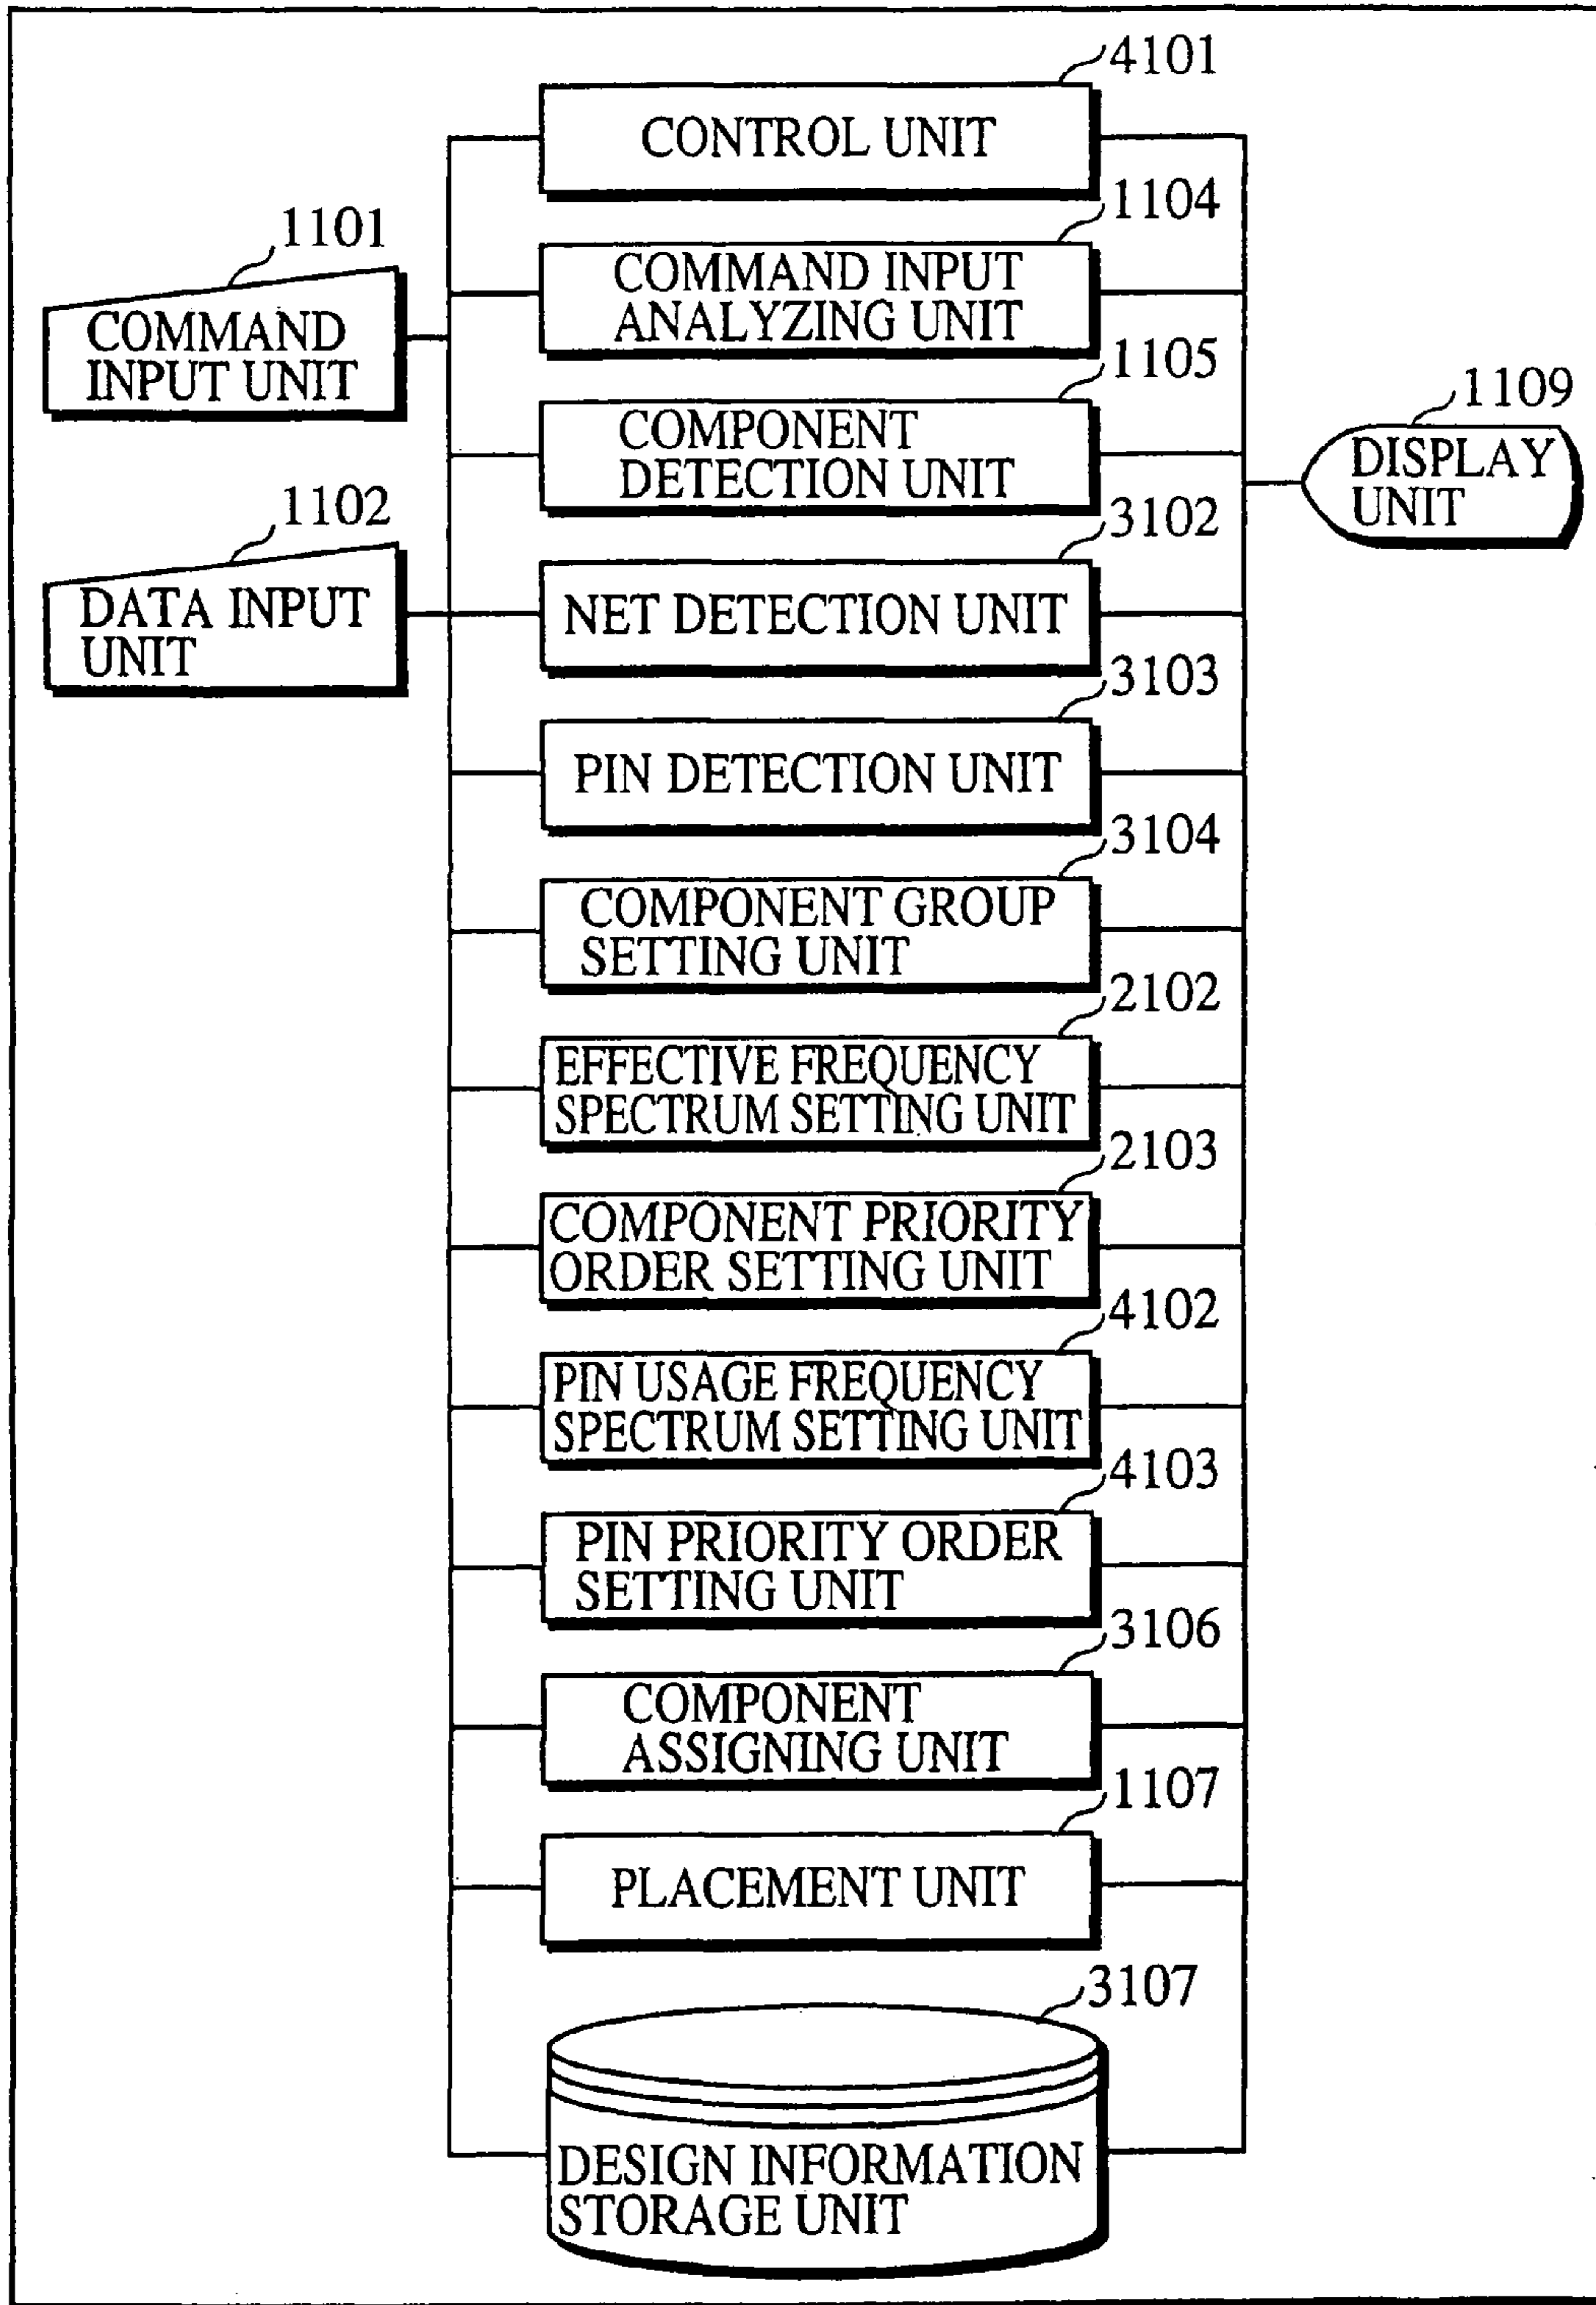 4101
CONTROL UNIT
1104
COMMAND INPUT
ANALYZING UNIT
1101
COMMAND
INPUT UNIT
1105
COMPONENT
DETECTION UNIT
1109
DISPLAY
UNIT
1102
DATA INPUT
UNIT
3102
NET DETECTION UNIT
3103
PIN DETECTION UNIT
3104
COMPONENT GROUP
SETTING UNIT
2102
EFFECTIVE FREQUENCY
SPECTRUM SETTING UNIT
2103
COMPONENT PRIORITY
ORDER SETTING UNIT
4102
PIN USAGE FREQUENCY
SPECTRUM SETTING UNIT
4103
PIN PRIORITY ORDER
SETTING UNIT
3106
COMPONENT
ASSIGNING UNIT
1107
PLACEMENT UNIT
3107
DESIGN INFORMATION
STORAGE UNIT